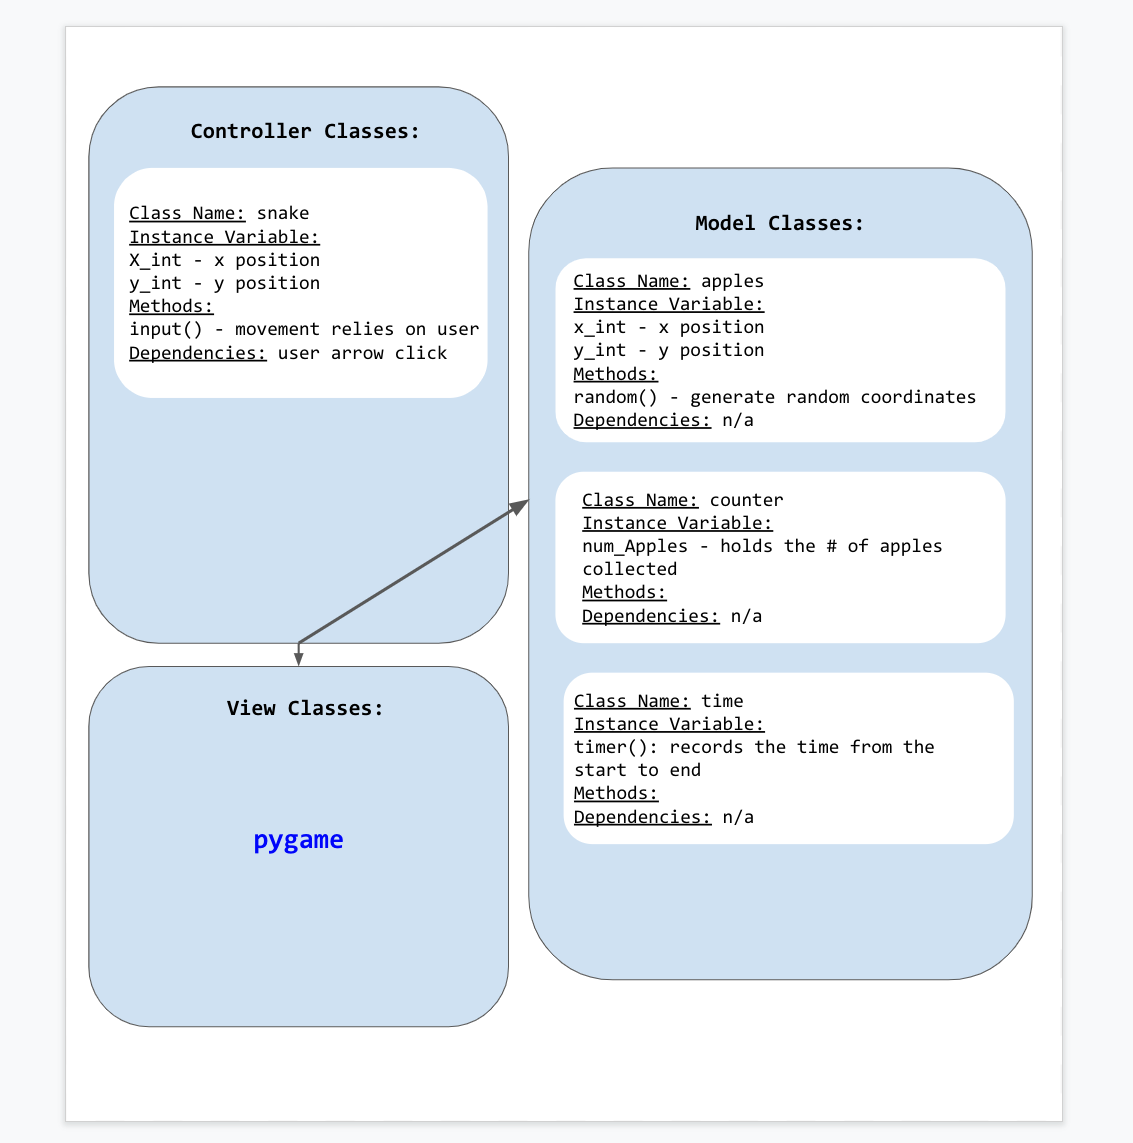 Controller Classes:
Class Name: snake
Instance Variable:
X_int - x position
y_int - y position
Methods:
input() - movement relies on user
Dependencies: user arrow click
Model Classes:
Class Name: apples
Instance Variable:
x_int - x position
y_int - y position
Methods:
random() - generate random coordinates
Dependencies: n/a
Class Name: counter
Instance Variable:
num_Apples - holds the # of apples
collected
Methods:
Dependencies: n/a
Class Name: time
Instance Variable:
timer(): records the time from the
start to end
Methods:
Dependencies: n/a
View Classes:
pygame